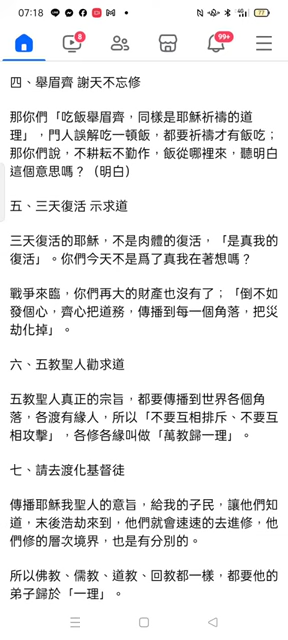 07:18
77
8
99+
四、舉眉齊 謝天不忘修
那你們「吃飯舉眉齊，同樣是耶穌祈禱的道
理」，門人誤解吃一頓飯，都要祈禱才有飯吃；
那你們說，不耕耘不勤作，飯從哪裡來，聽明白
這個意思嗎？（明白）
五、三天復活 示求道
三天復活的耶穌，不是肉體的復活，「是真我的
復活」。你們今天不是爲了真我在著想嗎？
戰爭來臨，你們再大的財產也沒有了；「倒不如
發個心，齊心把道務，傳播到每一個角落，把災
劫化掉」。
六、五教聖人勸求道
五教聖人真正的宗旨，都要傳播到世界各個角
落，各渡有緣人，所以「不要互相排斥、不要互
相攻擊」，各修各緣叫做「萬教歸一理」。
七、請去渡化基督徒
傳播耶穌我聖人的意旨，給我的子民，讓他們知
道，末後浩劫來到，他們就會速速的去進修，他
們修的層次境界，也是有分別的。
所以佛教、儒教、道教、回教都一樣，都要他的
弟子歸於「一理」。